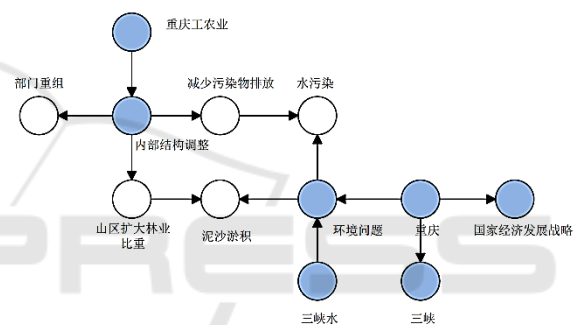 重庆工农业
部门重组
减少污染物排放
水污染
内部结构调整
山区扩大林业
比重
泥沙淤积
环境问题
重庆
国家经济发展战略
三峡水
三峡
PRESS